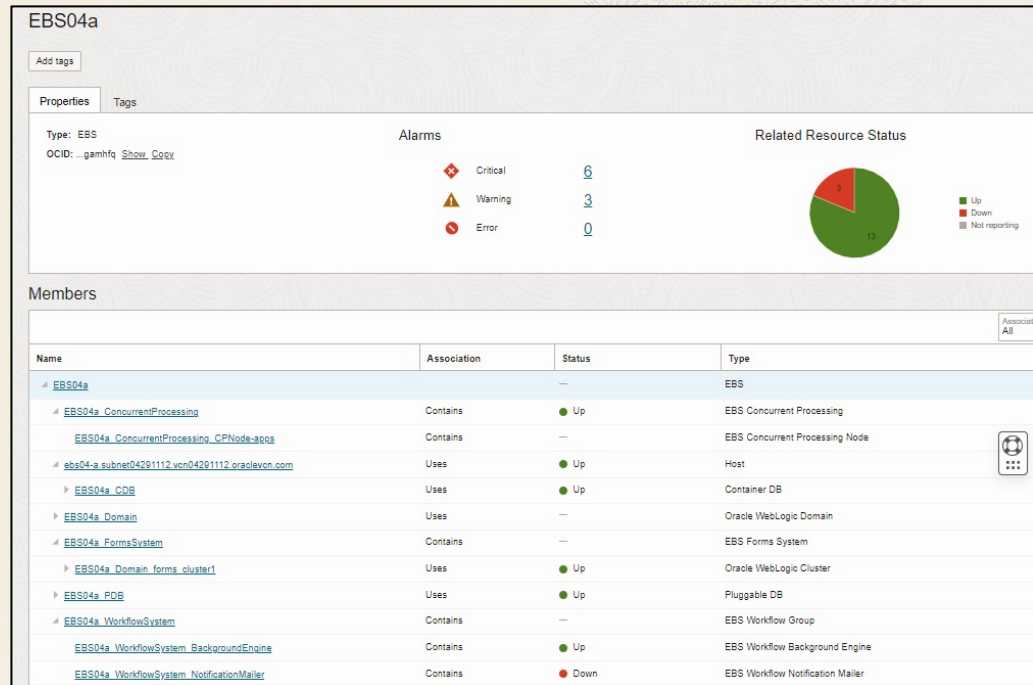 EBS04a
Add tags
Properties Tags
Type: EBS
OCID: ...gamhfq Show Copy
Alarms
Critical 6
Warning 3
Error 0
Related Resource Status
3
13
Up
Down
Not reporting
Members
Associat
All
Name Association Status Type
EBS04a — EBS
EBS04a_ConcurrentProcessing Contains Up EBS Concurrent Processing
EBS04a_ConcurrentProcessing_CPNode-apps Contains — EBS Concurrent Processing Node
ebs04-a.subnet04291112.vcn04291112.oraclevcn.com Uses Up Host
EBS04a_CDB Uses Up Container DB
EBS04a_Domain Uses — Oracle WebLogic Domain
EBS04a_FormsSystem Contains — EBS Forms System
EBS04a_Domain_forms_cluster1 Uses Up Oracle WebLogic Cluster
EBS04a_PDB Uses Up Pluggable DB
EBS04a_WorkflowSystem Contains — EBS Workflow Group
EBS04a_WorkflowSystem_BackgroundEngine Contains Up EBS Workflow Background Engine
EBS04a_WorkflowSystem_NotificationMailer Contains Down EBS Workflow Notification Mailer